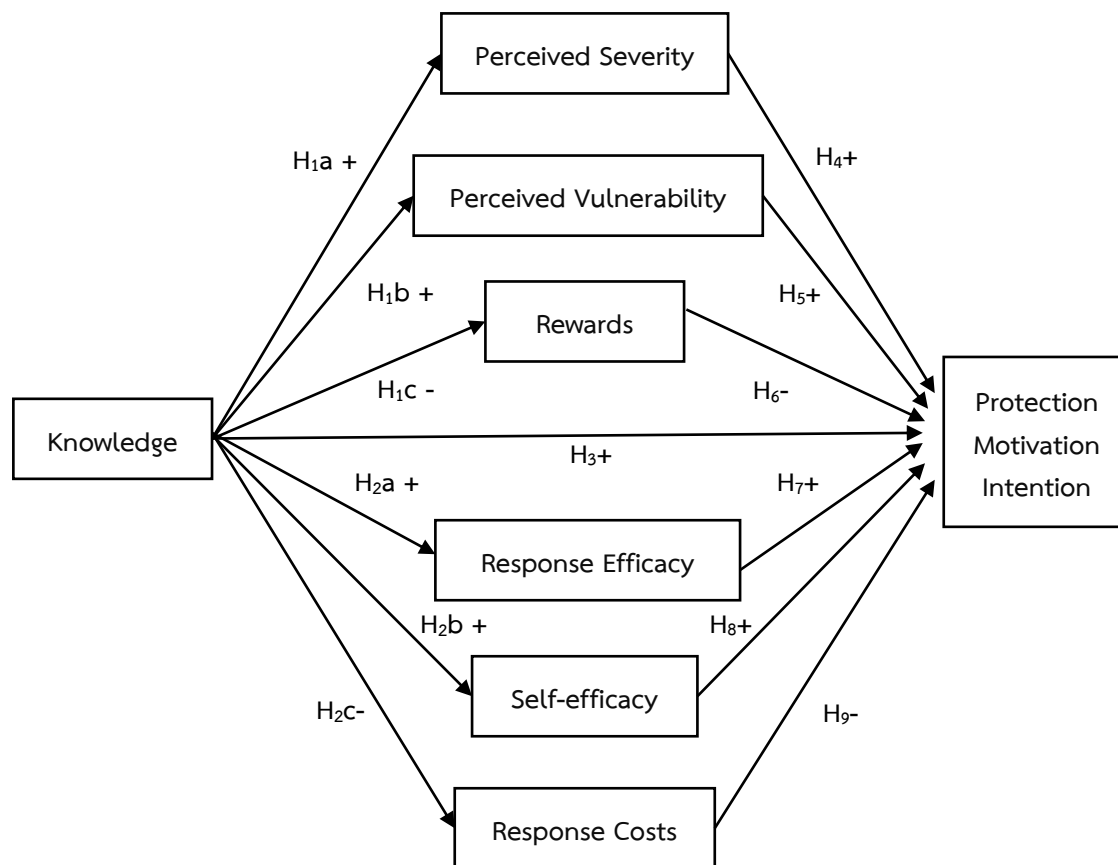 Perceived Severity
H₁a +
H₄+
Perceived Vulnerability
H₁b +
H₅+
Rewards
H₁c -
H₆-
Protection
Motivation
Intention
Knowledge
H₃+
H₂a +
H₇+
Response Efficacy
H₂b +
H₈+
Self-efficacy
H₂c-
H₉-
Response Costs